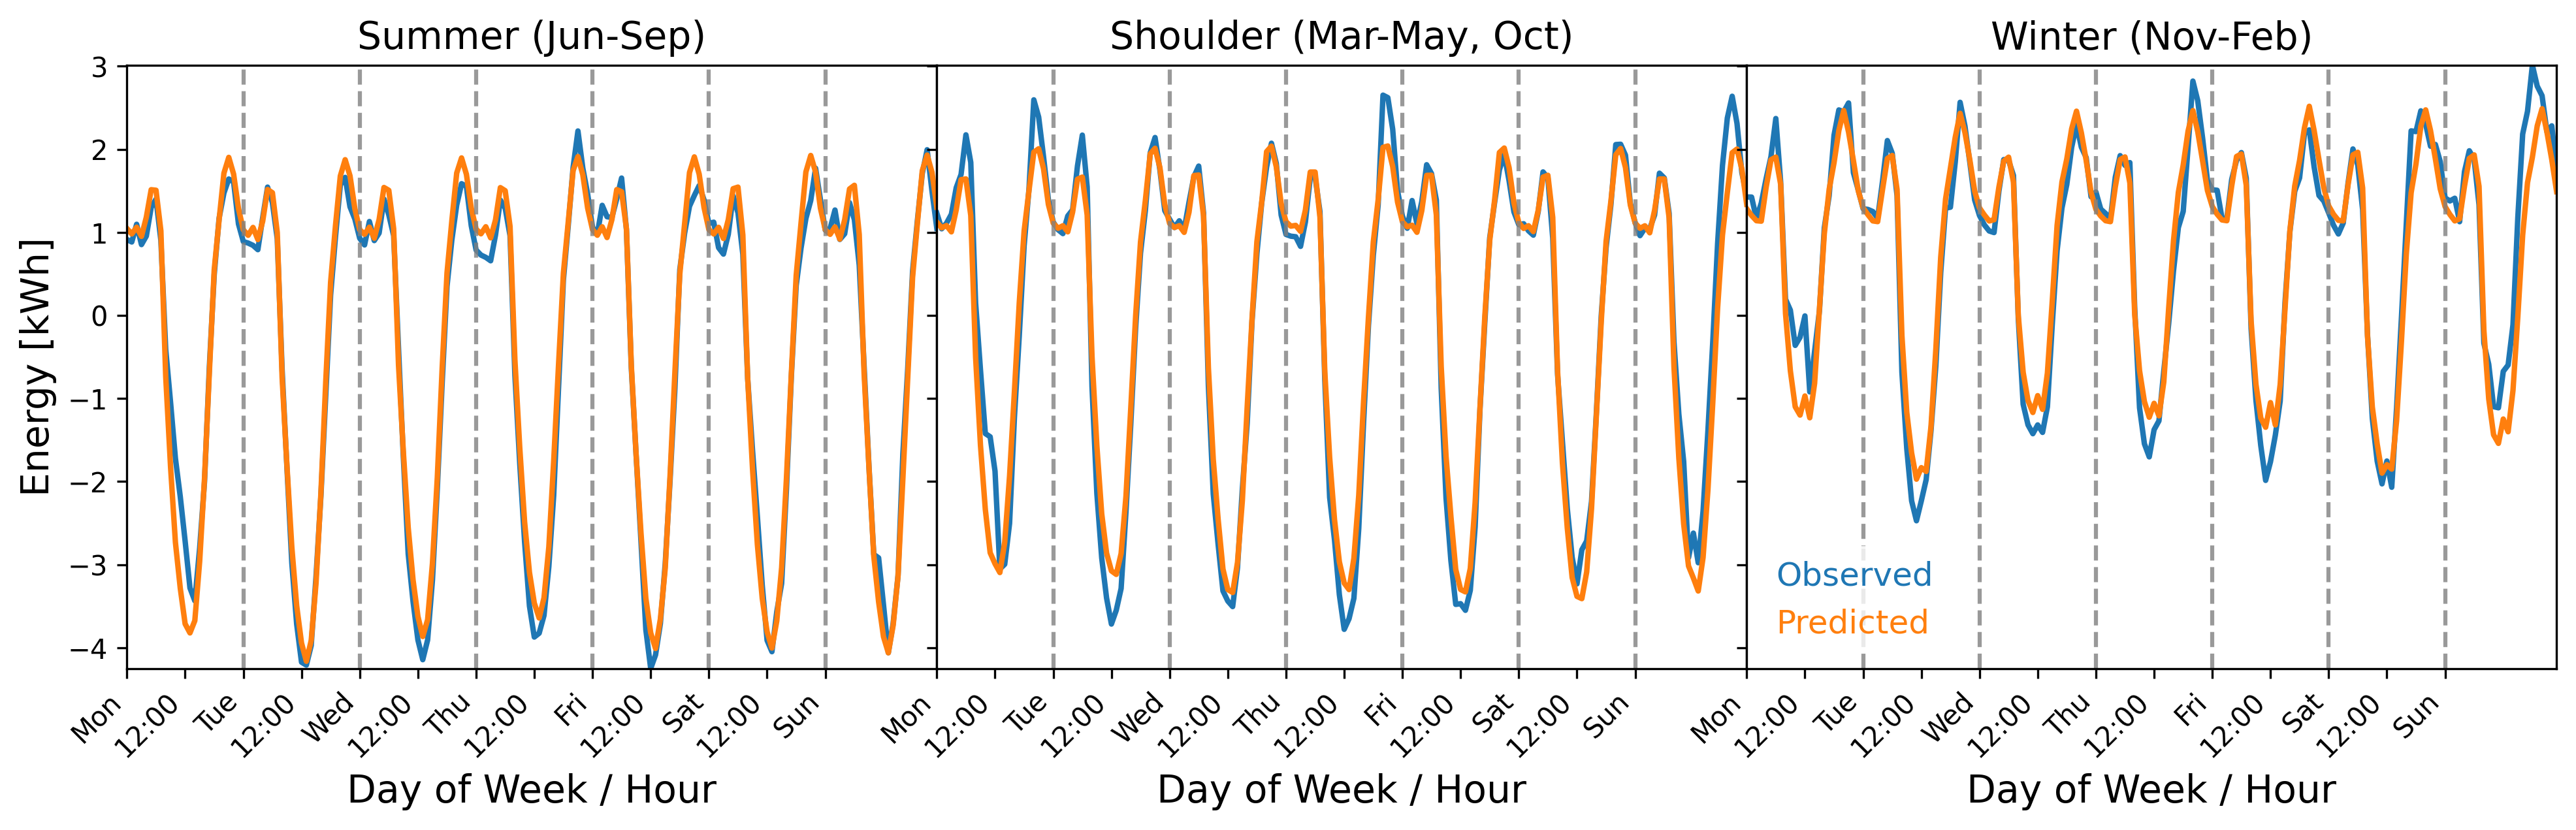 Summer (Jun-Sep)
Shoulder (Mar-May, Oct)
Winter (Nov-Feb)
Energy [kWh]
3
2
1
0
−1
−2
−3
−4
Observed
Predicted
Mon 12:00 Tue 12:00 Wed 12:00 Thu 12:00 Fri 12:00 Sat 12:00 Sun
Mon 12:00 Tue 12:00 Wed 12:00 Thu 12:00 Fri 12:00 Sat 12:00 Sun
Mon 12:00 Tue 12:00 Wed 12:00 Thu 12:00 Fri 12:00 Sat 12:00 Sun
Day of Week / Hour
Day of Week / Hour
Day of Week / Hour